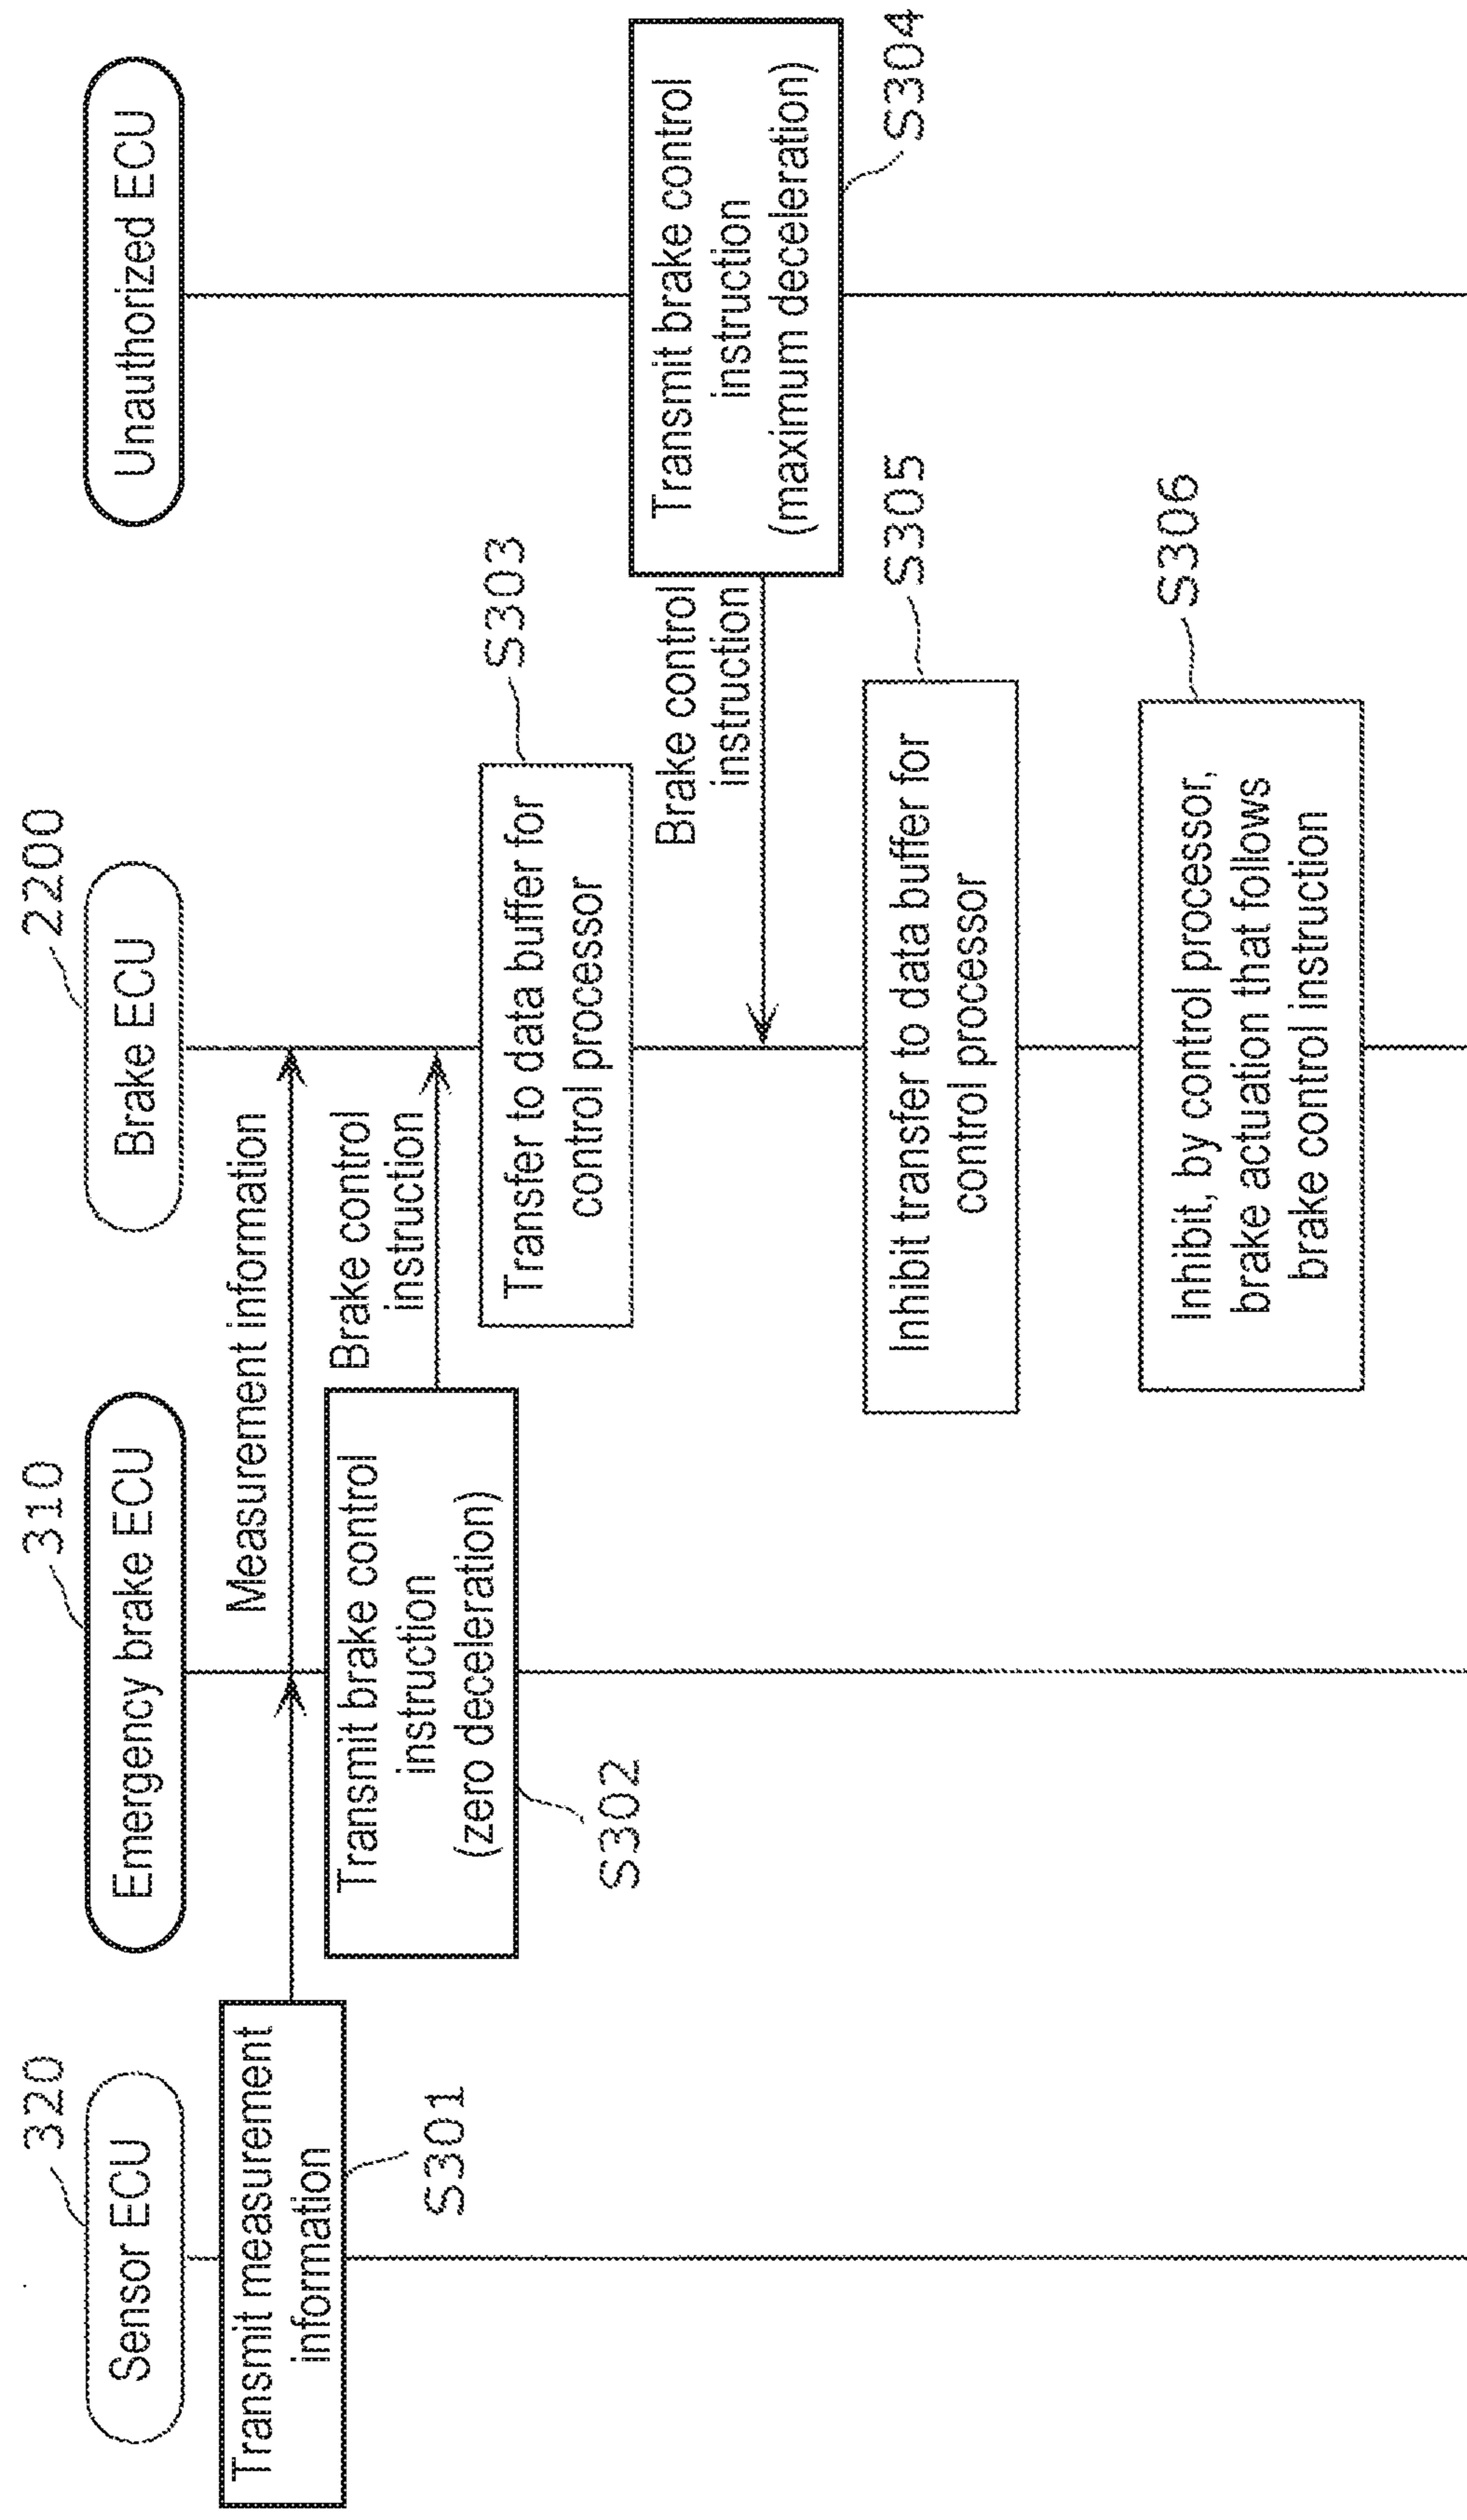 320
310
2200
Sensor ECU
Emergency brake ECU
Brake ECU
Unauthorized ECU
Transmit measurement
information
S301
Measurement information
Transmit brake control
instruction
(zero deceleration)
S302
Brake control
instruction
S303
Transfer to data buffer for
control processor
Transmit brake control
instruction
(maximum deceleration)
S304
Brake control
instruction
S305
Inhibit transfer to data buffer for
control processor
S306
Inhibit, by control processor,
brake actuation that follows
brake control instruction